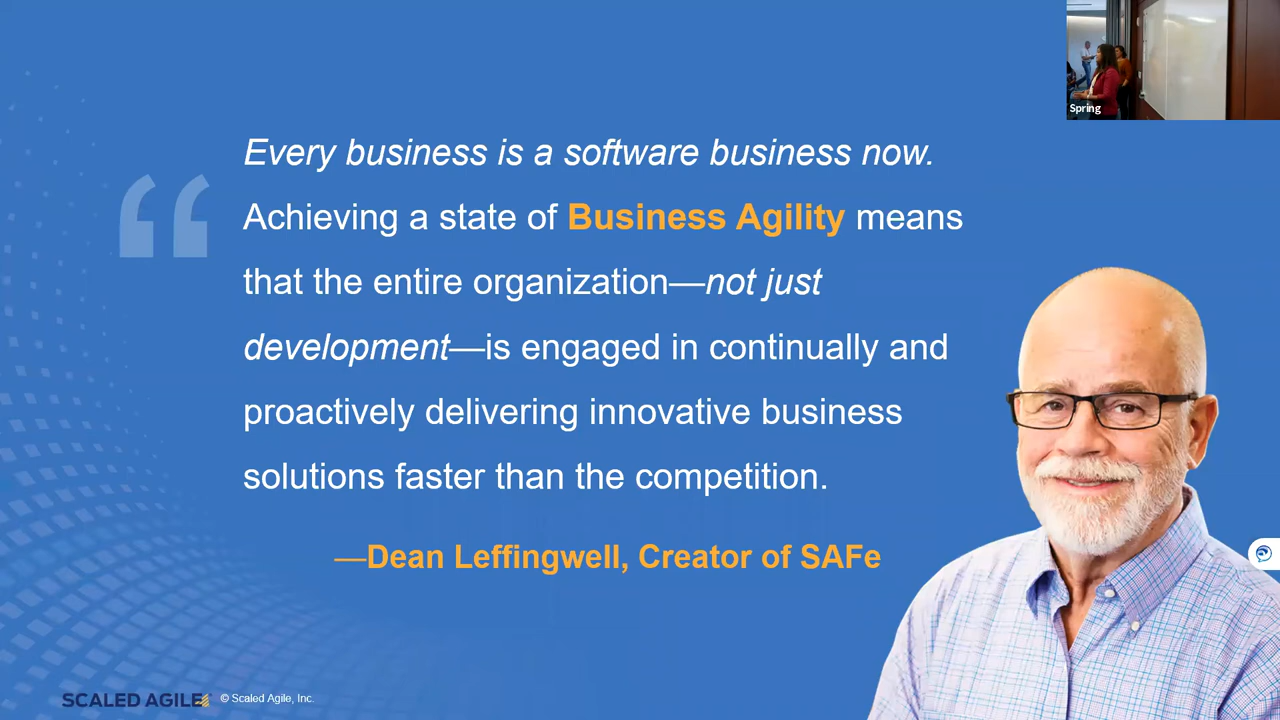 Spring
Every business is a software business now.
Achieving a state of Business Agility means
that the entire organization—not just
development—is engaged in continually and
proactively delivering innovative business
solutions faster than the competition.
—Dean Leffingwell, Creator of SAFe
SCALED AGILE © Scaled Agile, Inc.